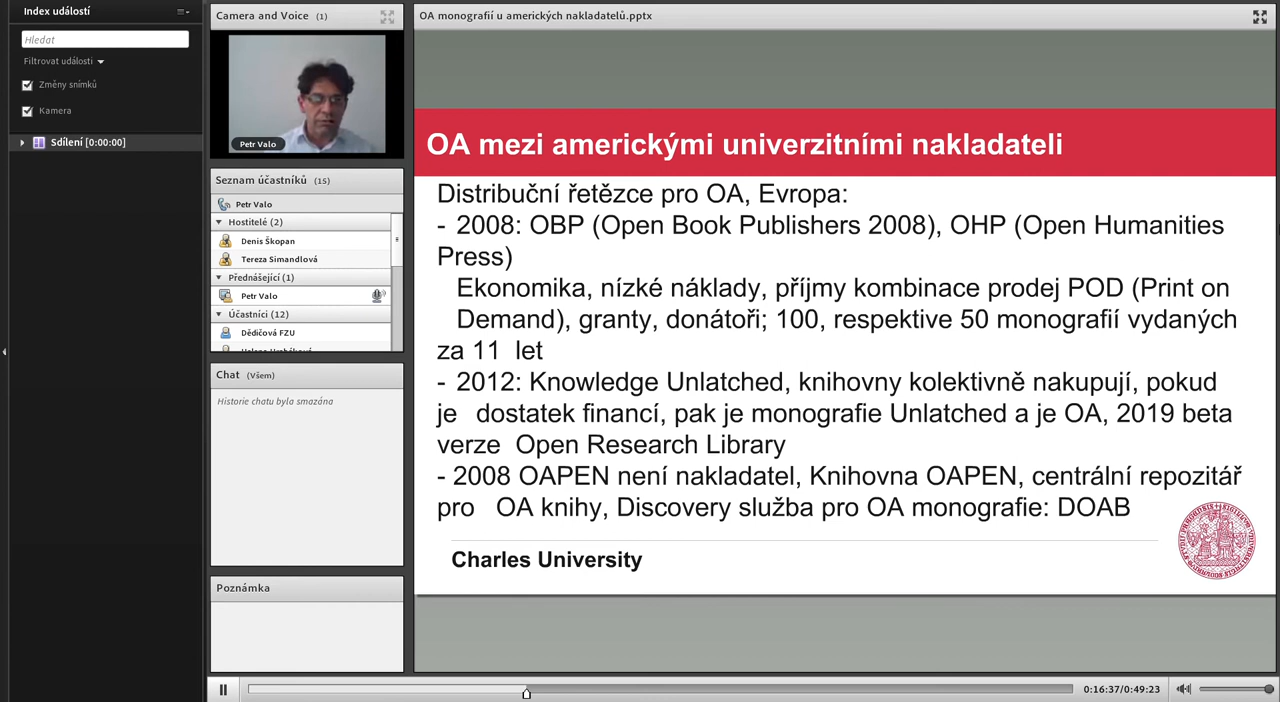 Index událostí
Hledat
Filtrovat události
Změny snímků
Kamera
Sdílení [0:00:00]
Camera and Voice (1)
Petr Valo
Seznam účastníků (15)
Petr Valo
Hostitelé (2)
Denis Škopan
Tereza Simandlová
Přednášející (1)
Petr Valo
Účastníci (12)
Dědičová FZU
Chat (Všem)
Historie chatu byla smazána
Poznámka
OA monografií u amerických nakladatelů.pptx
OA mezi americkými univerzitními nakladateli
Distribuční řetězce pro OA, Evropa:
- 2008: OBP (Open Book Publishers 2008), OHP (Open Humanities
Press)
Ekonomika, nízké náklady, příjmy kombinace prodej POD (Print on
Demand), granty, donátoři; 100, respektive 50 monografií vydaných
za 11 let
- 2012: Knowledge Unlatched, knihovny kolektivně nakupují, pokud
je dostatek financí, pak je monografie Unlatched a je OA, 2019 beta
verze Open Research Library
- 2008 OAPEN není nakladatel, Knihovna OAPEN, centrální repozitář
pro OA knihy, Discovery služba pro OA monografie: DOAB
Charles University
0:16:37/0:49:23